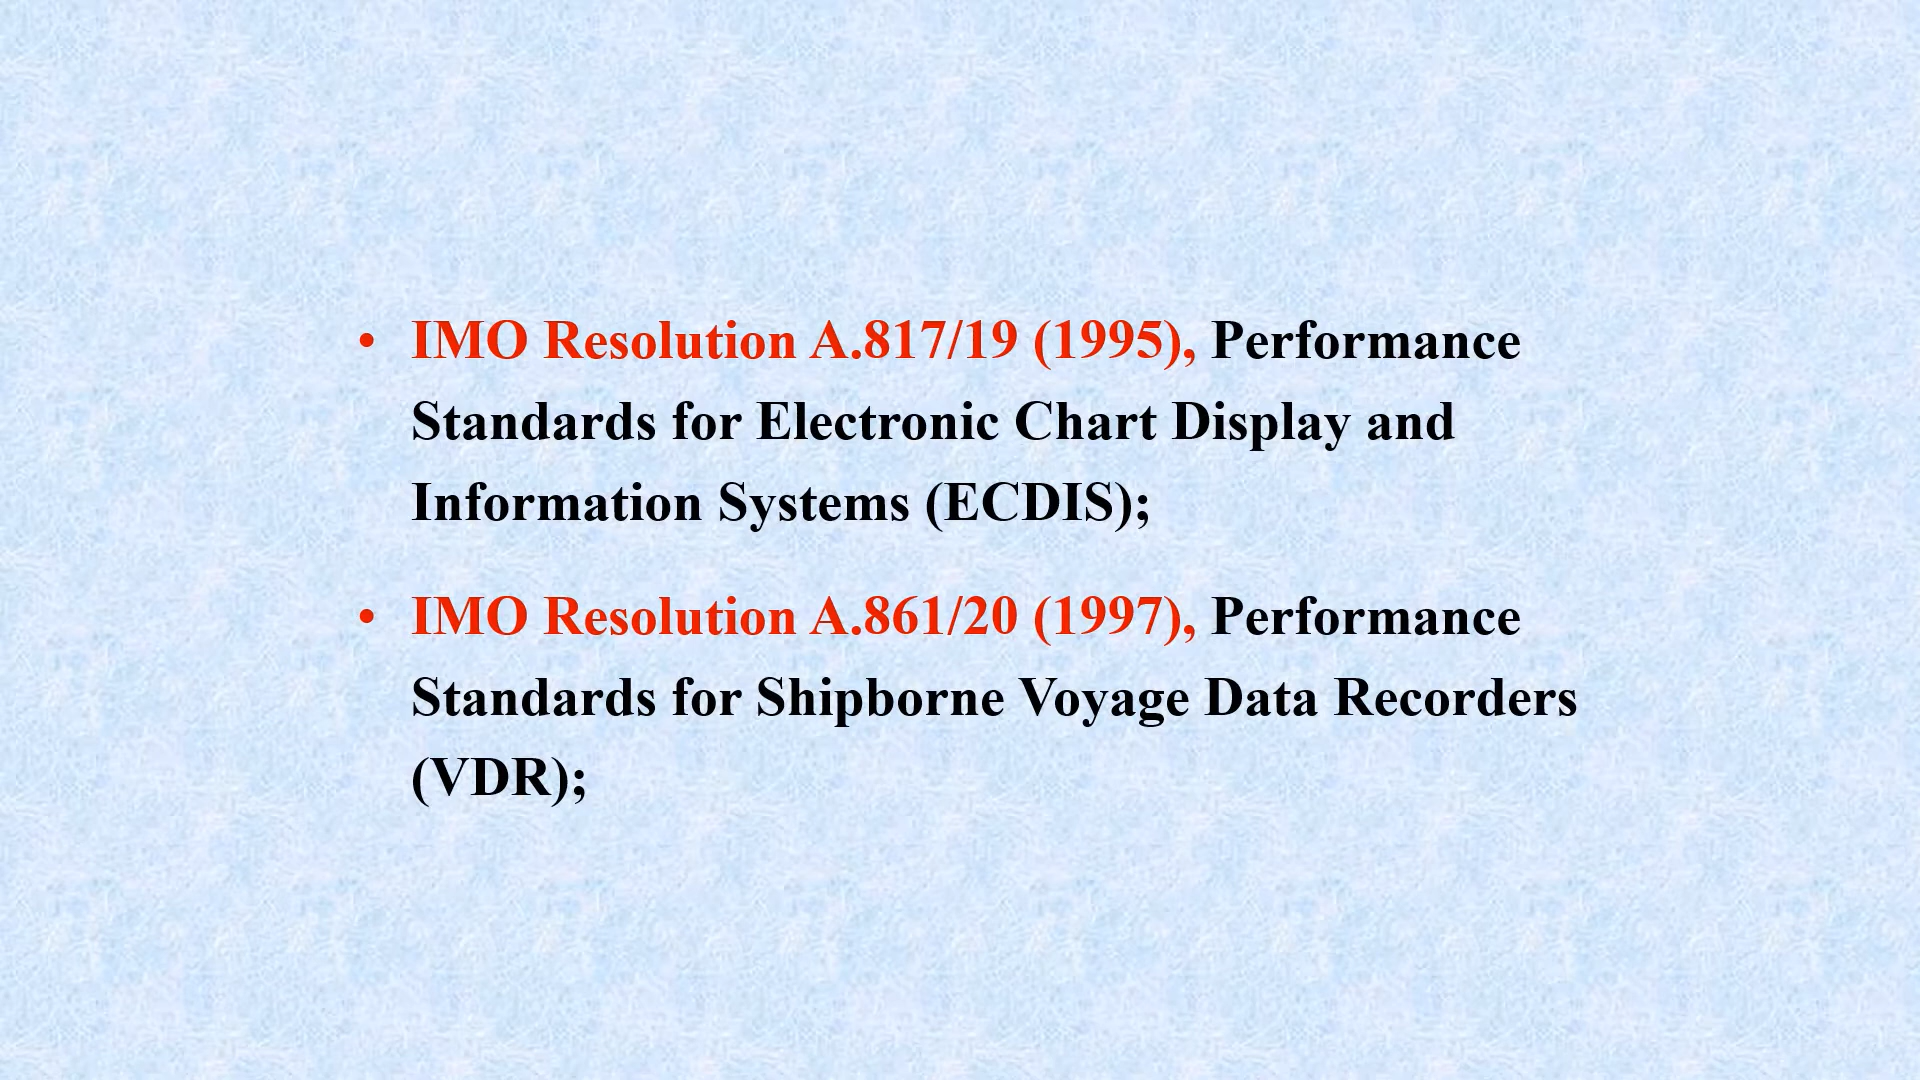 • IMO Resolution A.817/19 (1995), Performance
Standards for Electronic Chart Display and
Information Systems (ECDIS);
• IMO Resolution A.861/20 (1997), Performance
Standards for Shipborne Voyage Data Recorders
(VDR);